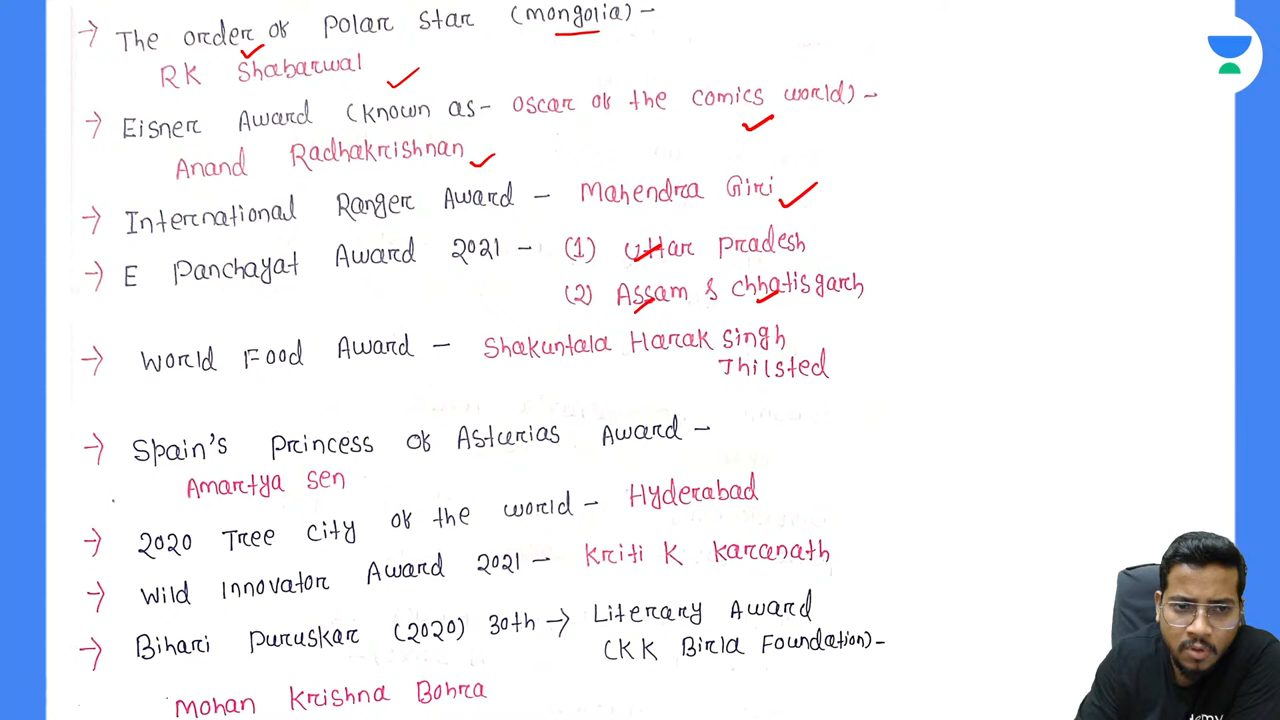 → The order of Polar Star (mongolia) -
RK Shabarwal
→ Eisner Award (known as- Oscar of the comics world) -
Anand Radhakrishnan
→ International Ranger Award - Mahendra Giri
→ E Panchayat Award 2021 - (1) Uttar Pradesh
(2) Assam & Chhatisgarh
→ World Food Award - Shakuntala Harak Singh
Thilsted
→ Spain's Princess of Asturias Award -
Amartya Sen
→ 2020 Tree City of the world - Hyderabad
→ Wild Innovator Award 2021 - Kriti K Karanath
→ Bihari Puruskar (2020) 30th → Literary Award
(KK Birla Foundation) -
Mohan Krishna Bohra
demy